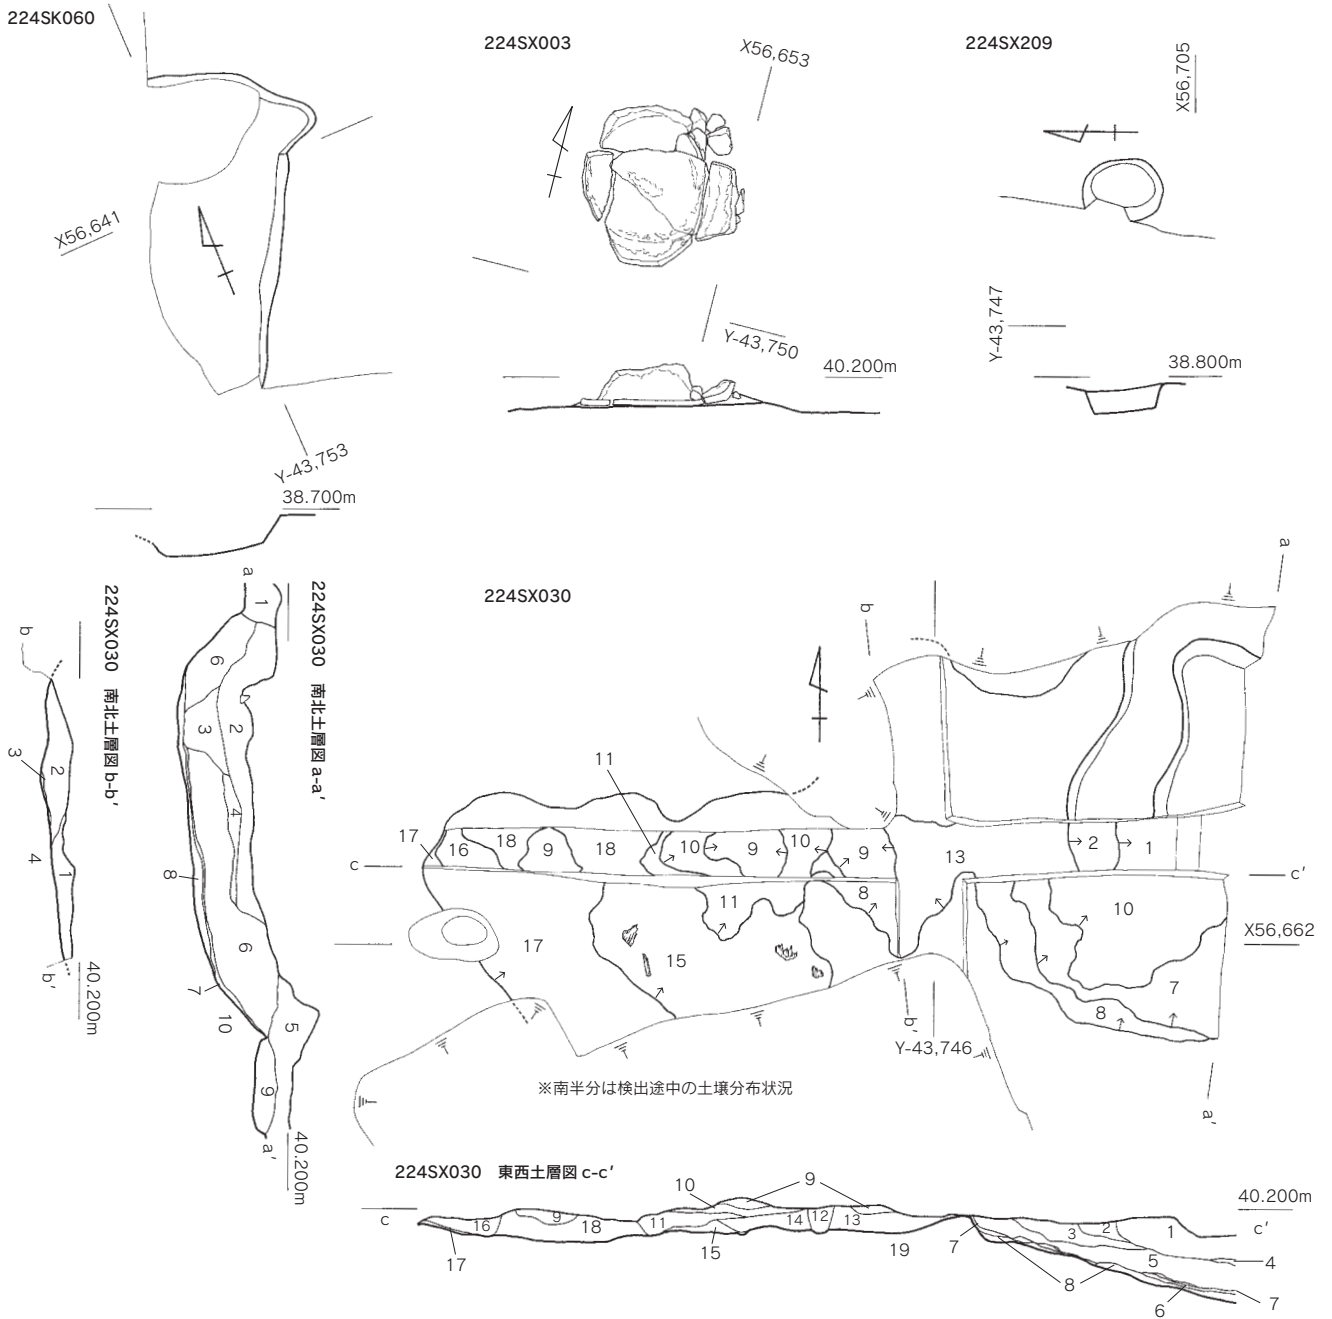 224SK060
X56,641
Y-43,753
38.700m
224SX003
X56,653
Y-43,750
40.200m
224SX209
X56,705
Y-43,747
38.800m
224SX030 南北土層図 b-b′
b
3
2
4
1
b′
40.200m
224SX030 南北土層図 a-a′
a
1
6
3
2
4
8
6
7
10
5
9
a′
40.200m
224SX030
a
b
11
17
16
18
9
18
10
9
10
9
13
2
1
c
c′
8
11
10
X56,662
17
15
7
8
b′
Y-43,746
a′
※南半分は検出途中の土壌分布状況
224SX030 東西土層図 c-c′
10
9
40.200m
c
16
9
18
11
14
12
13
3
2
1
c′
17
15
19
7
5
4
8
6
7